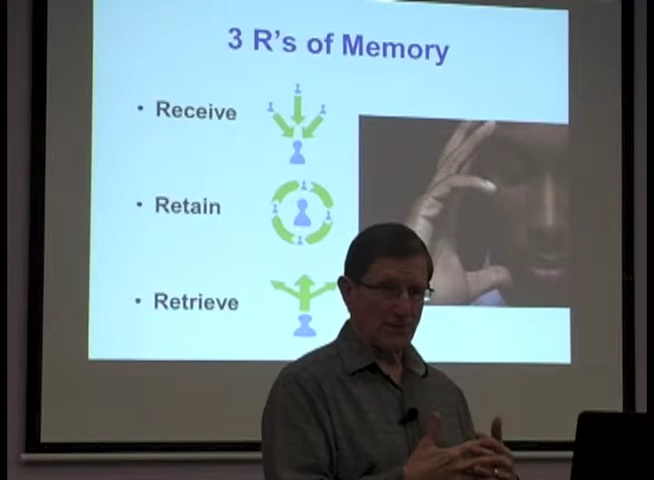 3 R's of Memory
• Receive
• Retain
• Retrieve